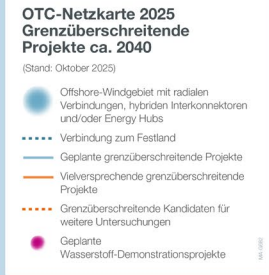 OTC-Netzkarte 2025
Grenzüberschreitende
Projekte ca. 2040
(Stand: Oktober 2025)
Offshore-Windgebiet mit radialen
Verbindungen, hybriden Interkonnektoren
und/oder Energy Hubs
Verbindung zum Festland
Geplante grenzüberschreitende Projekte
Vielversprechende grenzüberschreitende
Projekte
Grenzüberschreitende Kandidaten für
weitere Untersuchungen
Geplante
Wasserstoff-Demonstrationsprojekte